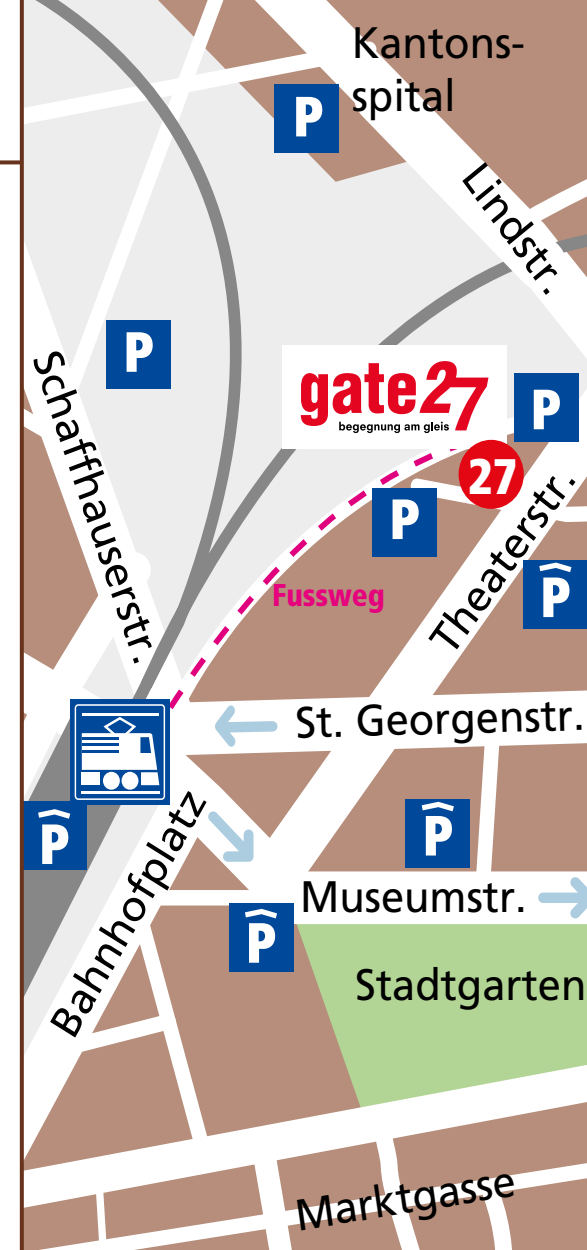 Kantons-
spital
P
Lindstr.
P
Schaffhauserstr.
gate27
begegnung am gleis
P
27
P
Theaterstr.
P
Fussweg
St. Georgenstr.
P
P
Bahnhofplatz
Museumstr.
P
Stadtgarten
Marktgasse